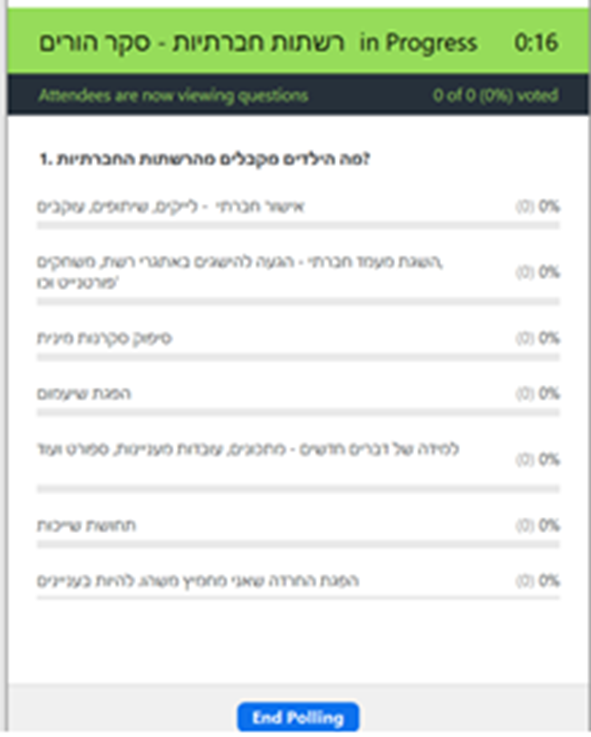 רשתות חברתיות - סקר הורים in Progress 0:16
Attendees are now viewing questions 0 of 0 (0%) voted
1. מה הילדים מקבלים מהרשתות החברתיות?
אישור חברתי - לייקים, שיתופים, עוקבים (0) 0%
השגת מעמד חברתי - הגעה להישגים באתגרי רשת, משחקים, (0) 0%
פורטנייט וכו'
סיפוק סקרנות מינית (0) 0%
הפגת שיעמום (0) 0%
למידה של דברים חדשים - מתכונים, עובדות מעניינות, ספורט ועוד (0) 0%
תחושת שייכות (0) 0%
הפגת החרדה שאני מחמיץ משהו. להיות בעניינים (0) 0%
End Polling